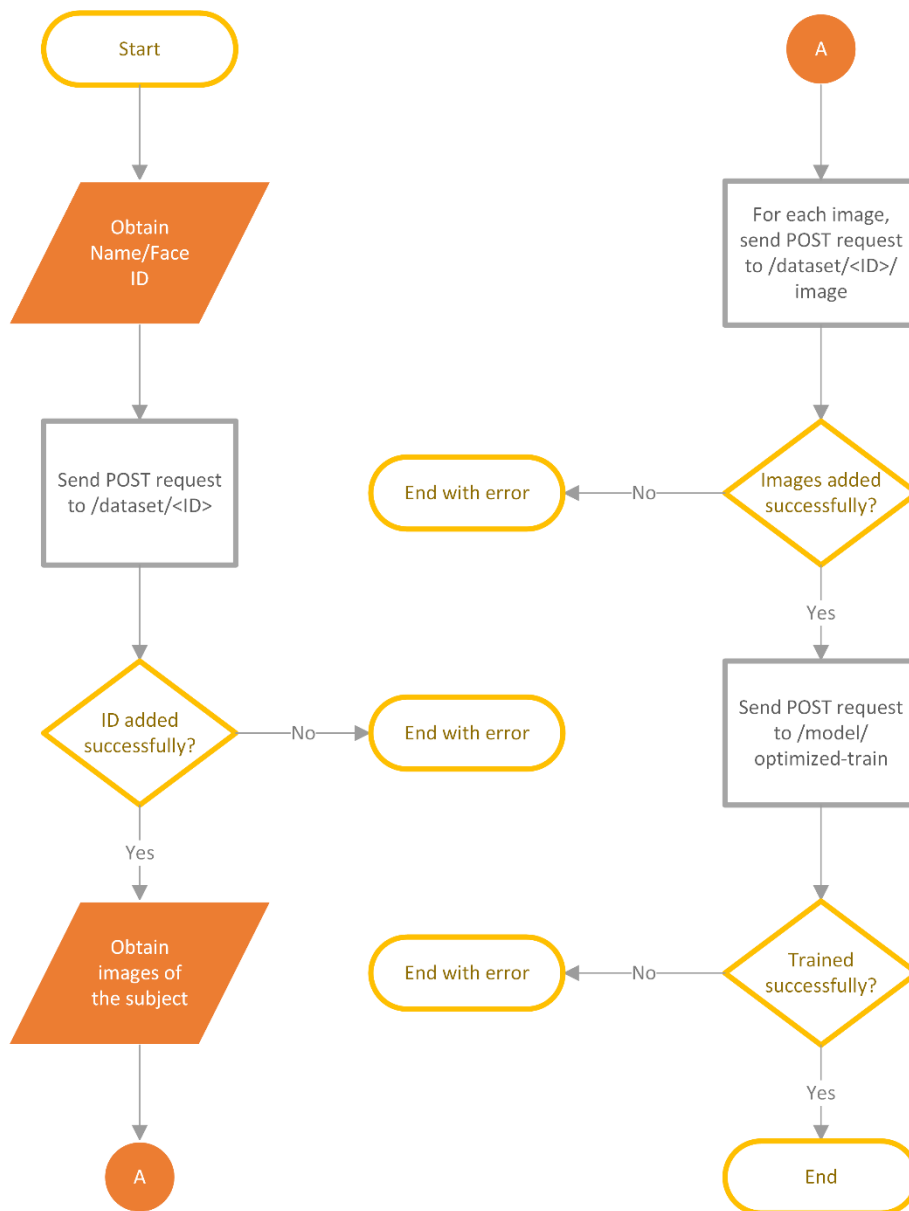 Start
Obtain
Name/Face
ID
Send POST request
to /dataset/<ID>
ID added
successfully?
No
End with error
Yes
Obtain
images of
the subject
A
A
For each image,
send POST request
to /dataset/<ID>/
image
Images added
successfully?
No
End with error
Yes
Send POST request
to /model/
optimized-train
Trained
successfully?
No
End with error
Yes
End